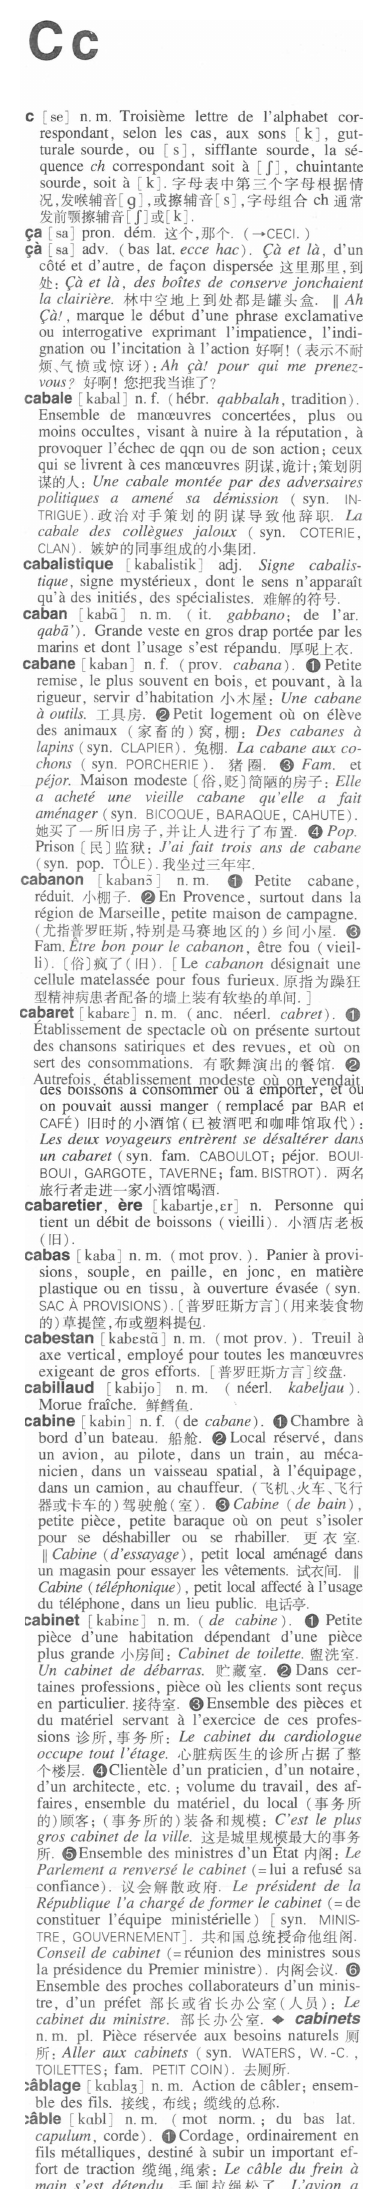 Cc
c [se] n. m. Troisième lettre de l'alphabet cor-
respondant, selon les cas, aux sons [k], gut-
turale sourde, ou [s], sifflante sourde, la sé-
quence ch correspondant soit à [ʃ], chuintante
sourde, soit à [k]. 字母表中第三个字母根据情
况,发喉辅音[g],或擦辅音[s],字母组合 ch 通常
发前颚擦辅音[ʃ]或[k].
ça [sa] pron. dém. 这个,那个. (→CECI.)
çà [sa] adv. (bas lat. ecce hac). Çà et là, d'un
côté et d'autre, de façon dispersée 这里那里,到
处: Çà et là, des boîtes de conserve jonchaient
la clairière. 林中空地上到处都是罐头盒. ‖ Ah
Çà!, marque le début d'une phrase exclamative
ou interrogative exprimant l'impatience, l'indi-
gnation ou l'incitation à l'action 好啊! (表示不耐
烦、气愤或惊讶): Ah çà! pour qui me prenez-
vous? 好啊! 您把我当谁了?
cabale [kabal] n. f. (hébr. qabbalah, tradition).
Ensemble de manœuvres concertées, plus ou
moins occultes, visant à nuire à la réputation, à
provoquer l'échec de qqn ou de son action; ceux
qui se livrent à ces manœuvres 阴谋,诡计;策划阴
谋的人: Une cabale montée par des adversaires
politiques a amené sa démission (syn. IN-
TRIGUE). 政治对手策划的阴谋导致他辞职. La
cabale des collègues jaloux (syn. COTERIE,
CLAN). 嫉妒的同事组成的小集团.
cabalistique [kabalistik] adj. Signe cabalis-
tique, signe mystérieux, dont le sens n'apparaît
qu'à des initiés, des spécialistes. 难解的符号.
caban [kabɑ̃] n. m. (it. gabbano; de l'ar.
qabā'). Grande veste en gros drap portée par les
marins et dont l'usage s'est répandu. 厚呢上衣.
cabane [kaban] n. f. (prov. cabana). ❶ Petite
remise, le plus souvent en bois, et pouvant, à la
rigueur, servir d'habitation 小木屋: Une cabane
à outils. 工具房. ❷ Petit logement où on élève
des animaux (家畜的) 窝,棚: Des cabanes à
lapins (syn. CLAPIER). 兔棚. La cabane aux co-
chons (syn. PORCHERIE). 猪圈. ❸ Fam. et
péjor. Maison modeste [俗,贬]简陋的房子: Elle
a acheté une vieille cabane qu'elle a fait
aménager (syn. BICOQUE, BARAQUE, CAHUTE).
她买了一所旧房子,并让人进行了布置. ❹ Pop.
Prison [民]监狱: J'ai fait trois ans de cabane
(syn. pop. TÔLE). 我坐过三年牢.
cabanon [kabanɔ̃] n. m. ❶ Petite cabane,
réduit. 小棚子. ❷ En Provence, surtout dans la
région de Marseille, petite maison de campagne.
(尤指普罗旺斯,特别是马赛地区的)乡间小屋. ❸
Fam. Être bon pour le cabanon, être fou (vieil-
li). [俗]疯了(旧). [Le cabanon désignait une
cellule matelassée pour fous furieux. 原指为躁狂
型精神病患者配备的墙上装有软垫的单间.]
cabaret [kabarɛ] n. m. (anc. néerl. cabret). ❶
Établissement de spectacle où on présente surtout
des chansons satiriques et des revues, et où on
sert des consommations. 有歌舞演出的餐馆. ❷
Autrefois, établissement modeste où on vendait
des boissons à consommer ou à emporter, et où
on pouvait aussi manger (remplacé par BAR et
CAFÉ) 旧时的小酒馆(已被酒吧和咖啡馆取代):
Les deux voyageurs entrèrent se désaltérer dans
un cabaret (syn. fam. CABOULOT; péjor. BOUI-
BOUI, GARGOTE, TAVERNE; fam. BISTROT). 两名
旅行者走进一家小酒馆喝酒.
cabaretier, ère [kabartje,ɛr] n. Personne qui
tient un débit de boissons (vieilli). 小酒店老板
(旧).
cabas [kaba] n. m. (mot prov.). Panier à provi-
sions, souple, en paille, en jonc, en matière
plastique ou en tissu, à ouverture évasée (syn.
SAC À PROVISIONS). [普罗旺斯方言](用来装食物
的)草提筐,布或塑料提包.
cabestan [kabɛstɑ̃] n. m. (mot prov.). Treuil à
axe vertical, employé pour toutes les manœuvres
exigeant de gros efforts. [普罗旺斯方言]绞盘.
cabillaud [kabijo] n. m. (néerl. kabeljau).
Morue fraîche. 鲜鳕鱼.
cabine [kabin] n. f. (de cabane). ❶ Chambre à
bord d'un bateau. 船舱. ❷ Local réservé, dans
un avion, au pilote, dans un train, au méca-
nicien, dans un vaisseau spatial, à l'équipage,
dans un camion, au chauffeur. (飞机、火车、飞行
器或卡车的)驾驶舱(室). ❸ Cabine (de bain),
petite pièce, petite baraque où on peut s'isoler
pour se déshabiller ou se rhabiller. 更衣室.
‖ Cabine (d'essayage), petit local aménagé dans
un magasin pour essayer les vêtements. 试衣间. ‖
Cabine (téléphonique), petit local affecté à l'usage
du téléphone, dans un lieu public. 电话亭.
cabinet [kabinɛ] n. m. (de cabine). ❶ Petite
pièce d'une habitation dépendant d'une pièce
plus grande 小房间: Cabinet de toilette. 盥洗室.
Un cabinet de débarras. 贮藏室. ❷ Dans cer-
taines professions, pièce où les clients sont reçus
en particulier. 接待室. ❸ Ensemble des pièces et
du matériel servant à l'exercice de ces profes-
sions 诊所,事务所: Le cabinet du cardiologue
occupe tout l'étage. 心脏病医生的诊所占据了整
个楼层. ❹ Clientèle d'un praticien, d'un notaire,
d'un architecte, etc.; volume du travail, des af-
faires, ensemble du matériel, du local (事务所
的)顾客; (事务所的)装备和规模: C'est le plus
gros cabinet de la ville. 这是城里规模最大的事务
所. ❺ Ensemble des ministres d'un État 内阁: Le
Parlement a renversé le cabinet (=lui a refusé sa
confiance). 议会解散政府. Le président de la
République l'a chargé de former le cabinet (=de
constituer l'équipe ministérielle) [syn. MINIS-
TRE, GOUVERNEMENT]. 共和国总统授命他组阁.
Conseil de cabinet (=réunion des ministres sous
la présidence du Premier ministre). 内阁会议. ❻
Ensemble des proches collaborateurs d'un minis-
tre, d'un préfet 部长或省长办公室(人员): Le
cabinet du ministre. 部长办公室. ◆ cabinets
n. m. pl. Pièce réservée aux besoins naturels 厕
所: Aller aux cabinets (syn. WATERS, W.-C.,
TOILETTES; fam. PETIT COIN). 去厕所.
câblage [kɑblaʒ] n. m. Action de câbler; ensem-
ble des fils. 接线, 布线; 缆线的总称.
câble [kɑbl] n. m. (mot norm.; du bas lat.
capulum, corde). ❶ Cordage, ordinairement en
fils métalliques, destiné à subir un important ef-
fort de traction 缆绳,绳索: Le câble du frein à
main s'est détendu. 手闸拉绳松了. L'avion a